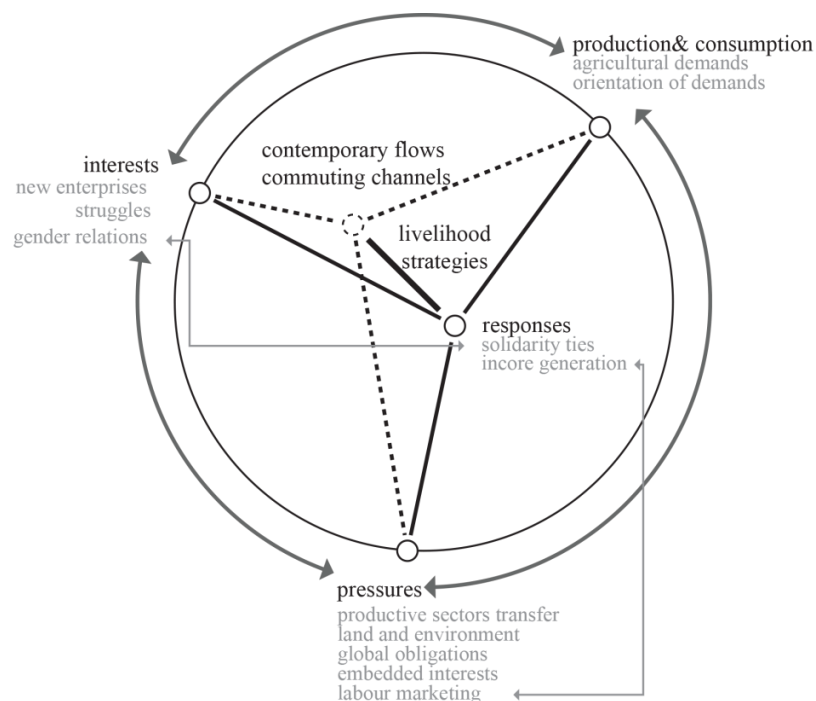 production& consumption
agricultural demands
orientation of demands
interests
new enterprises
struggles
gender relations
contemporary flows
commuting channels
livelihood
strategies
responses
solidarity ties
incore generation
pressures
productive sectors transfer
land and environment
global obligations
embedded interests
labour marketing